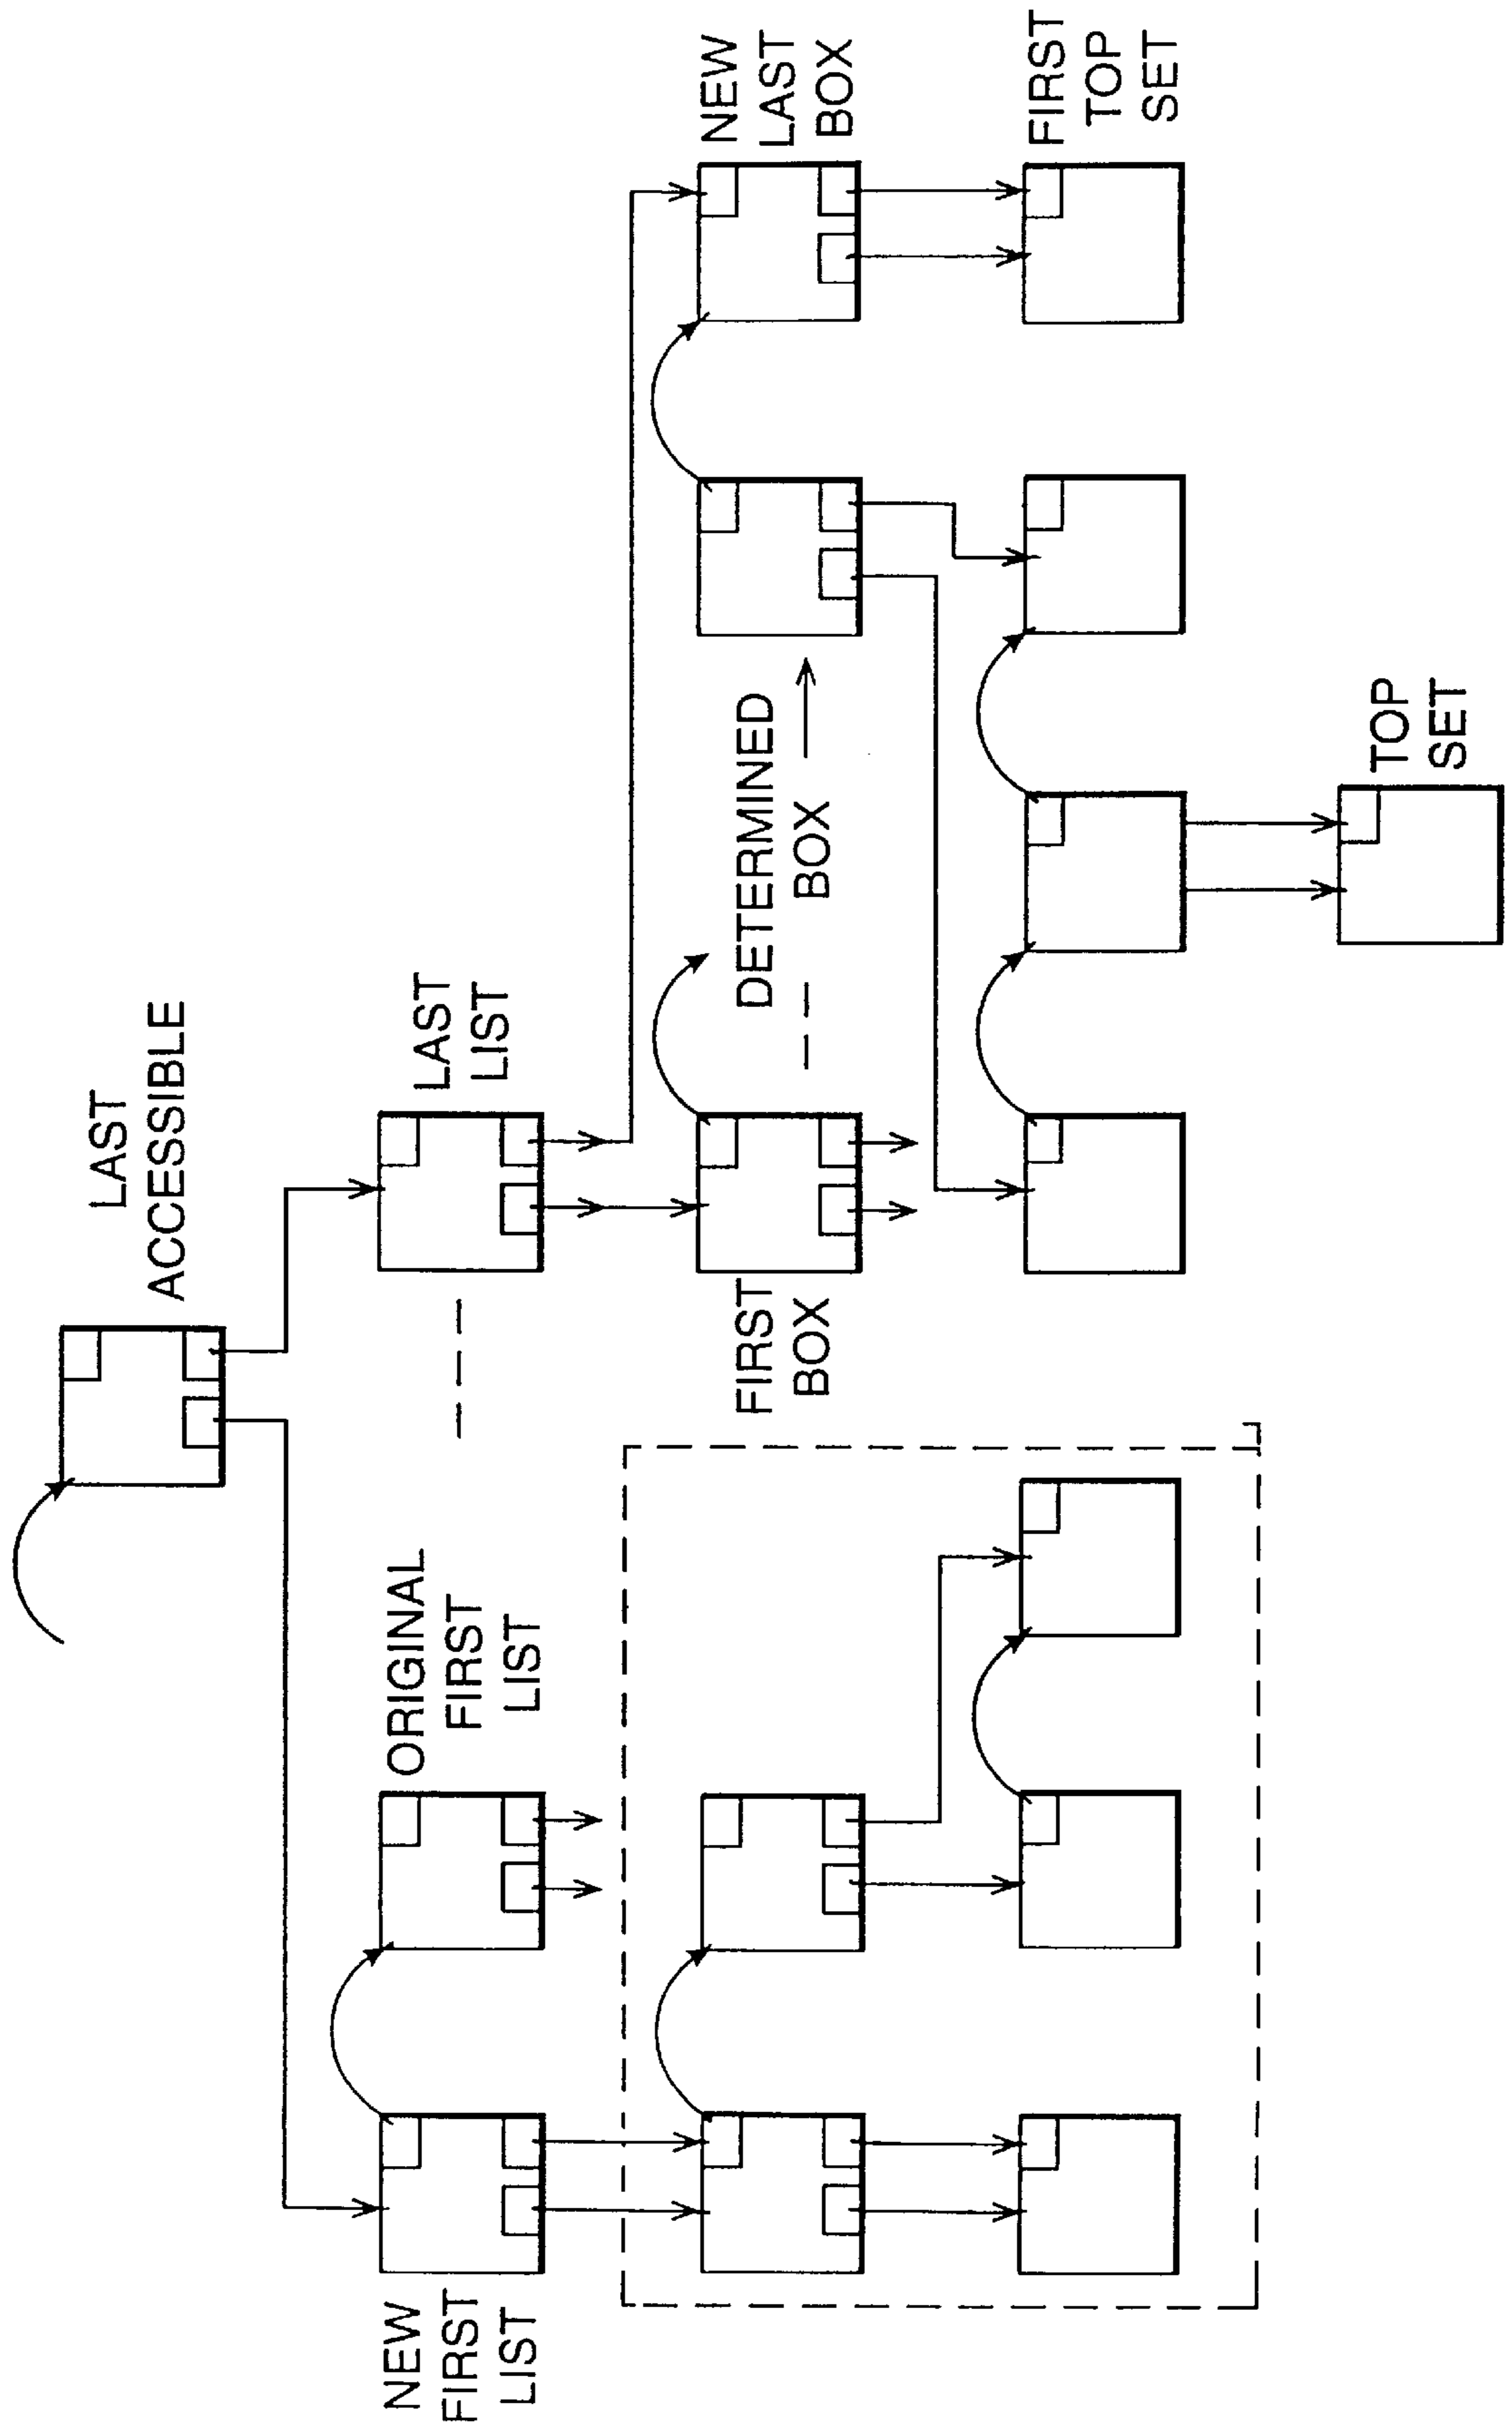 LAST
ACCESSIBLE
NEW
FIRST
LIST
ORIGINAL
FIRST
LIST
LAST
LIST
FIRST
BOX
DETERMINED
BOX
NEW
LAST
BOX
FIRST
TOP
SET
TOP
SET